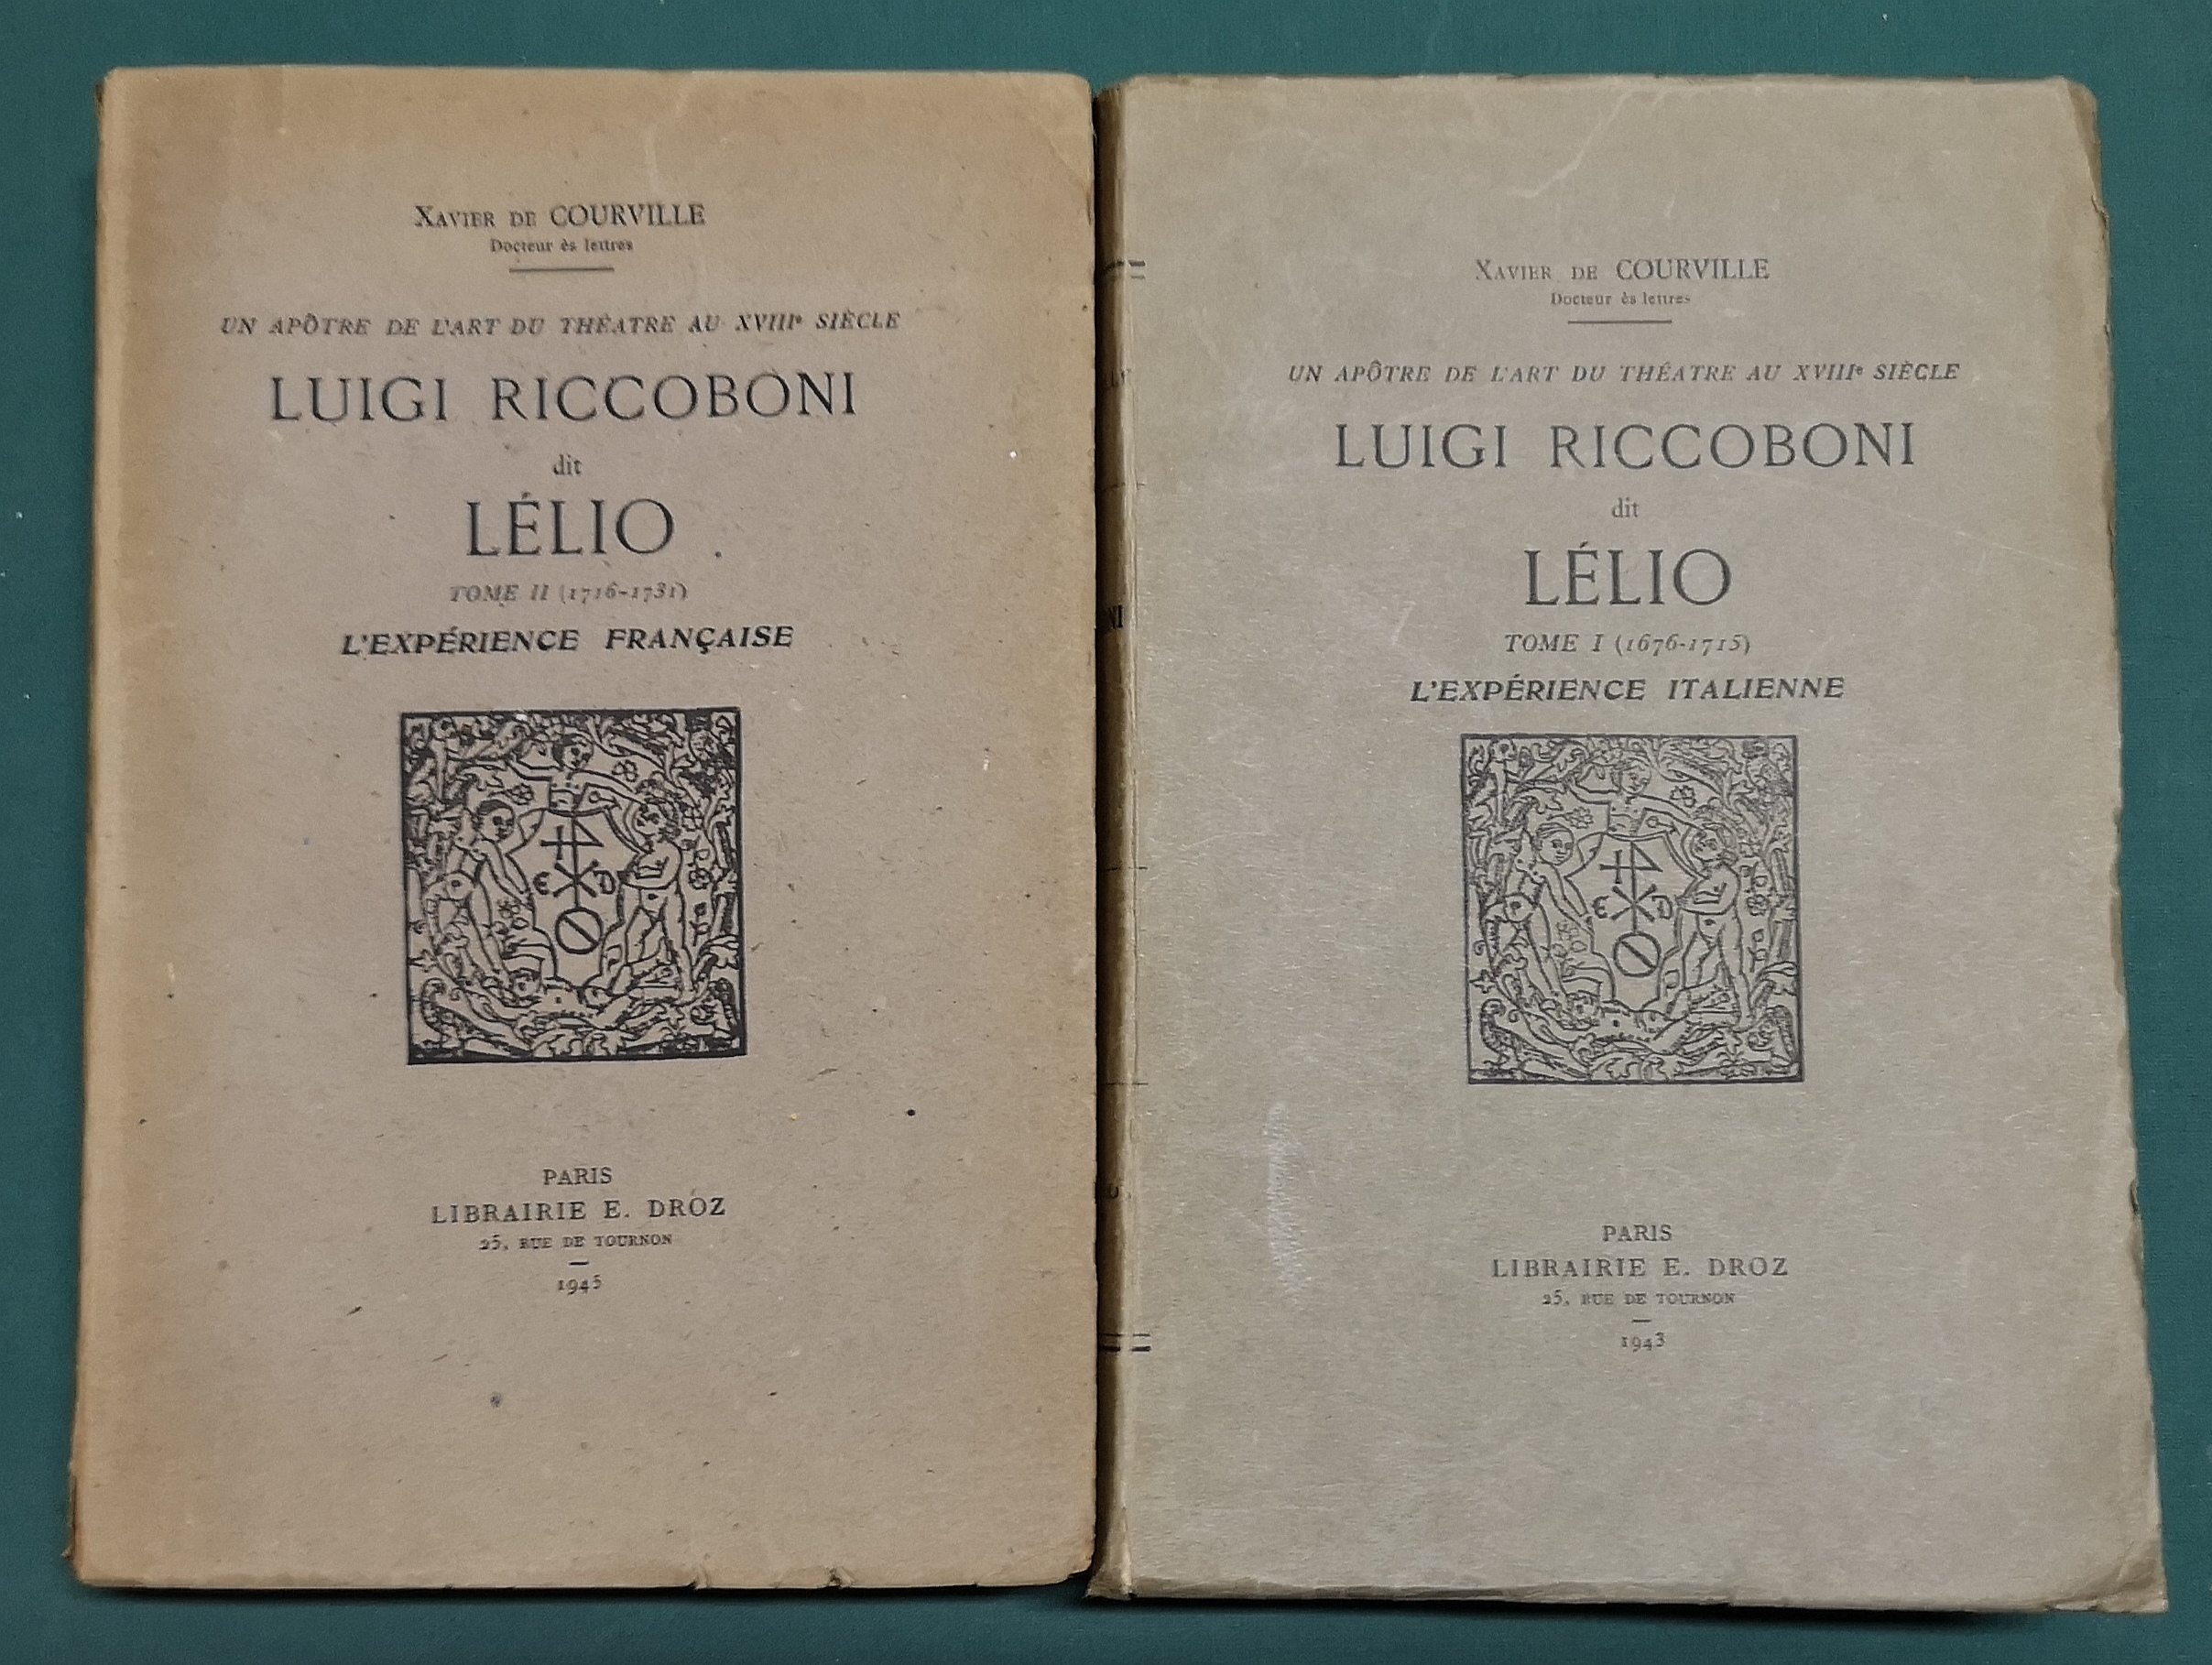 XAVIER DE COURVILLE
Docteur ès lettres
UN APÔTRE DE L'ART DU THÉATRE AU XVIIIe SIÈCLE
LUIGI RICCOBONI
dit
LÉLIO
TOME II (1716-1731)
L'EXPÉRIENCE FRANÇAISE
E D
PARIS
LIBRAIRIE E. DROZ
25, RUE DE TOURNON
1945
XAVIER DE COURVILLE
Docteur ès lettres
UN APÔTRE DE L'ART DU THÉATRE AU XVIIIe SIÈCLE
LUIGI RICCOBONI
dit
LÉLIO
TOME I (1676-1715)
L'EXPÉRIENCE ITALIENNE
E D
PARIS
LIBRAIRIE E. DROZ
25, RUE DE TOURNON
1943